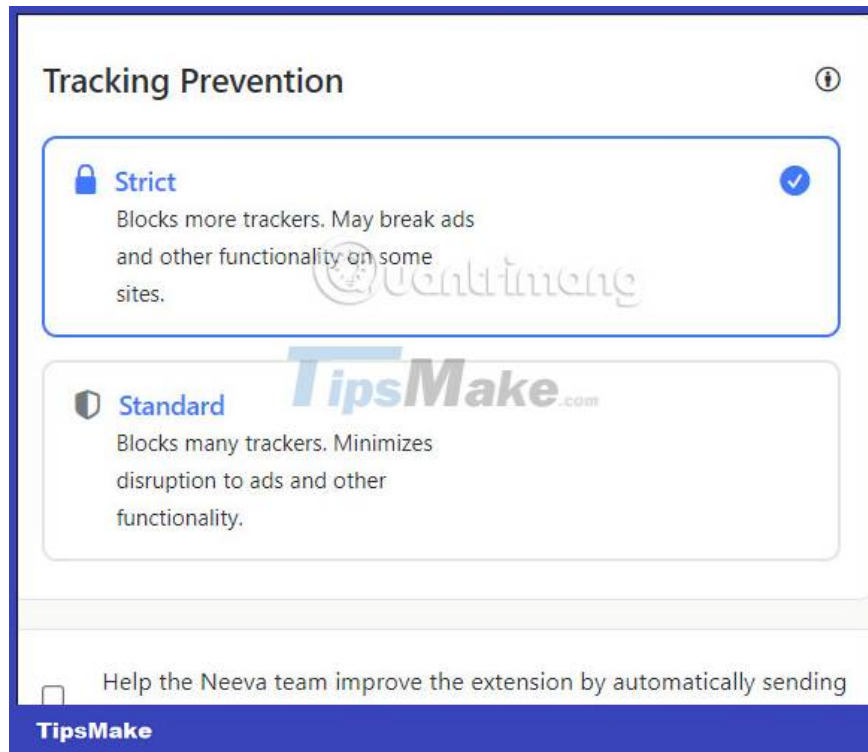 Tracking Prevention
Strict
Blocks more trackers. May break ads
and other functionality on some
sites.
Quantrimang
TipsMake.com
Standard
Blocks many trackers. Minimizes
disruption to ads and other
functionality.
Help the Neeva team improve the extension by automatically sending
TipsMake